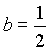 b = 1/2